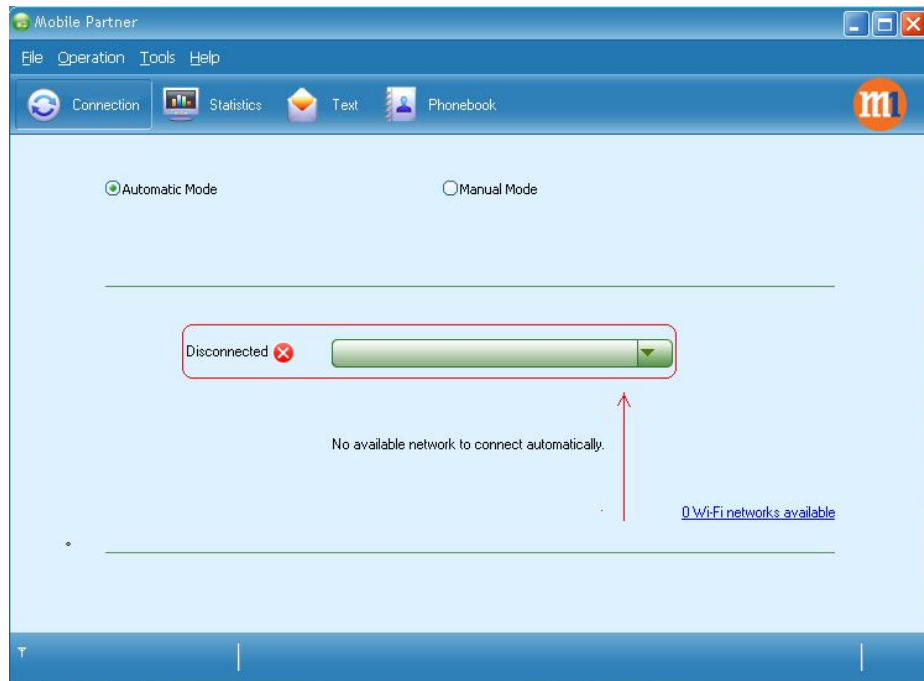 Mobile Partner
File Operation Tools Help
Connection Statistics Text Phonebook m1
Automatic Mode Manual Mode
Disconnected
No available network to connect automatically.
0 Wi-Fi networks available